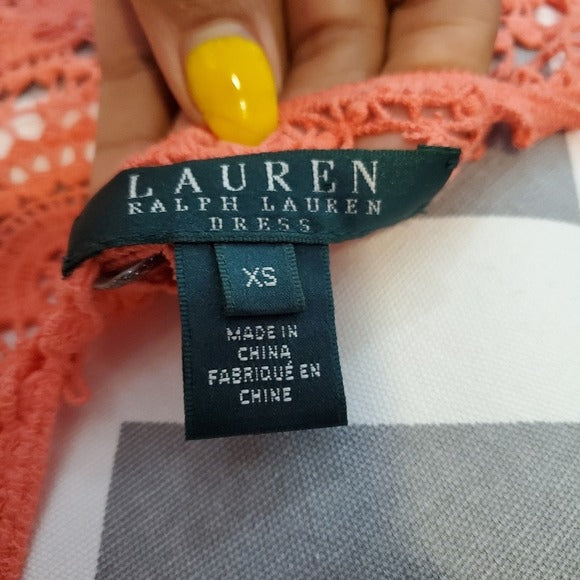 LAUREN
RALPH LAUREN
DRESS
XS
MADE IN
CHINA
FABRIQUÉ EN
CHINE